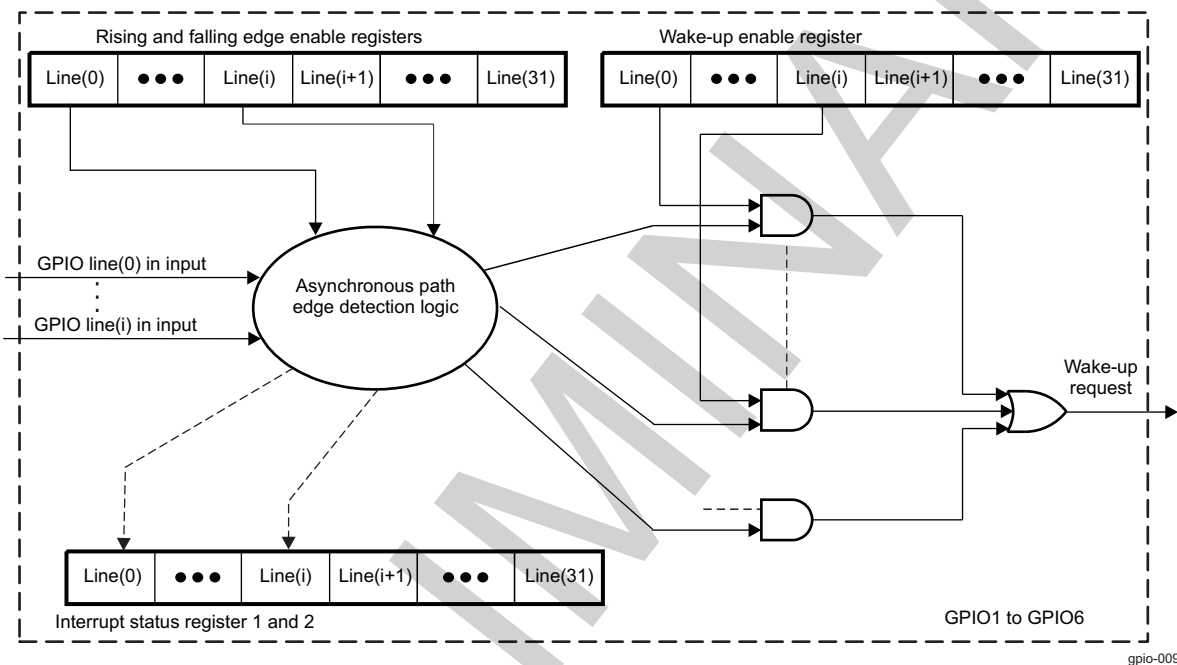 Rising and falling edge enable registers
Wake-up enable register
Line(0) ●●● Line(i) Line(i+1) ●●● Line(31)
Line(0) ●●● Line(i) Line(i+1) ●●● Line(31)
GPIO line(0) in input
GPIO line(i) in input
Asynchronous path
edge detection logic
Wake-up
request
Line(0) ●●● Line(i) Line(i+1) ●●● Line(31)
Interrupt status register 1 and 2
GPIO1 to GPIO6
gpio-009
IMINA